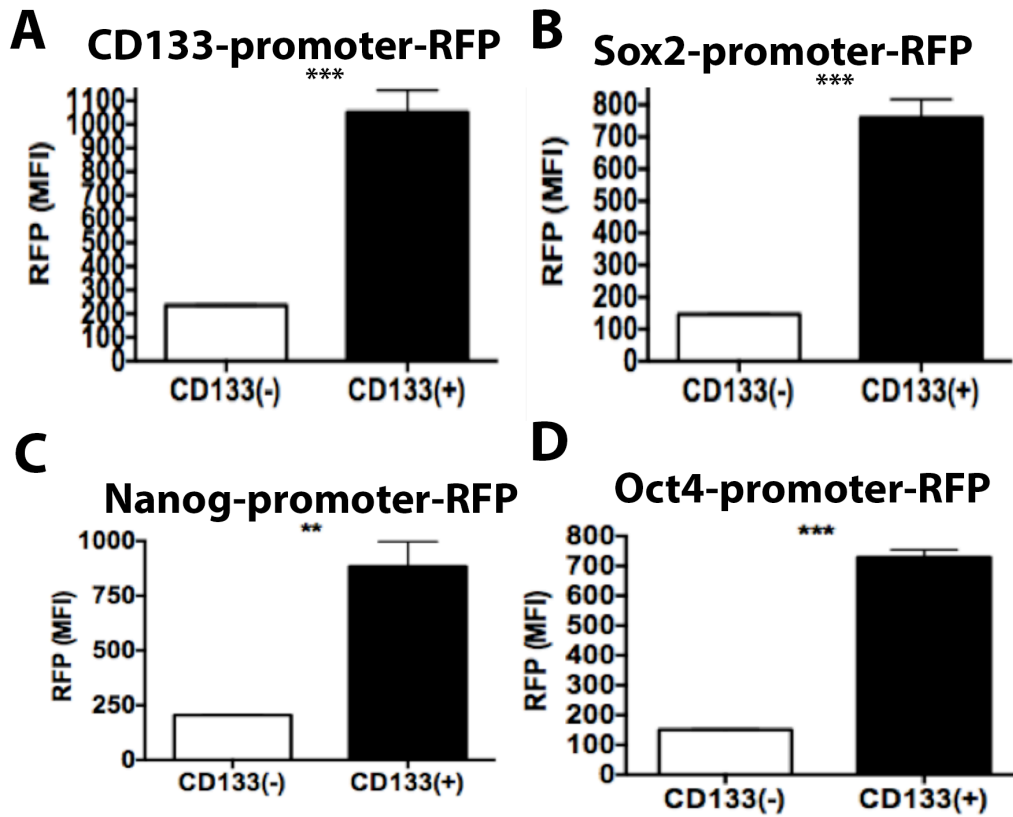 A
CD133-promoter-RFP
***
RFP (MFI)
1100
1000
900
800
700
600
500
400
300
200
100
0
CD133(-) CD133(+)
B
Sox2-promoter-RFP
***
RFP (MFI)
800
700
600
500
400
300
200
100
0
CD133(-) CD133(+)
C
Nanog-promoter-RFP
**
RFP (MFI)
1000
750
500
250
0
CD133(-) CD133(+)
D
Oct4-promoter-RFP
***
RFP (MFI)
800
700
600
500
400
300
200
100
0
CD133(-) CD133(+)